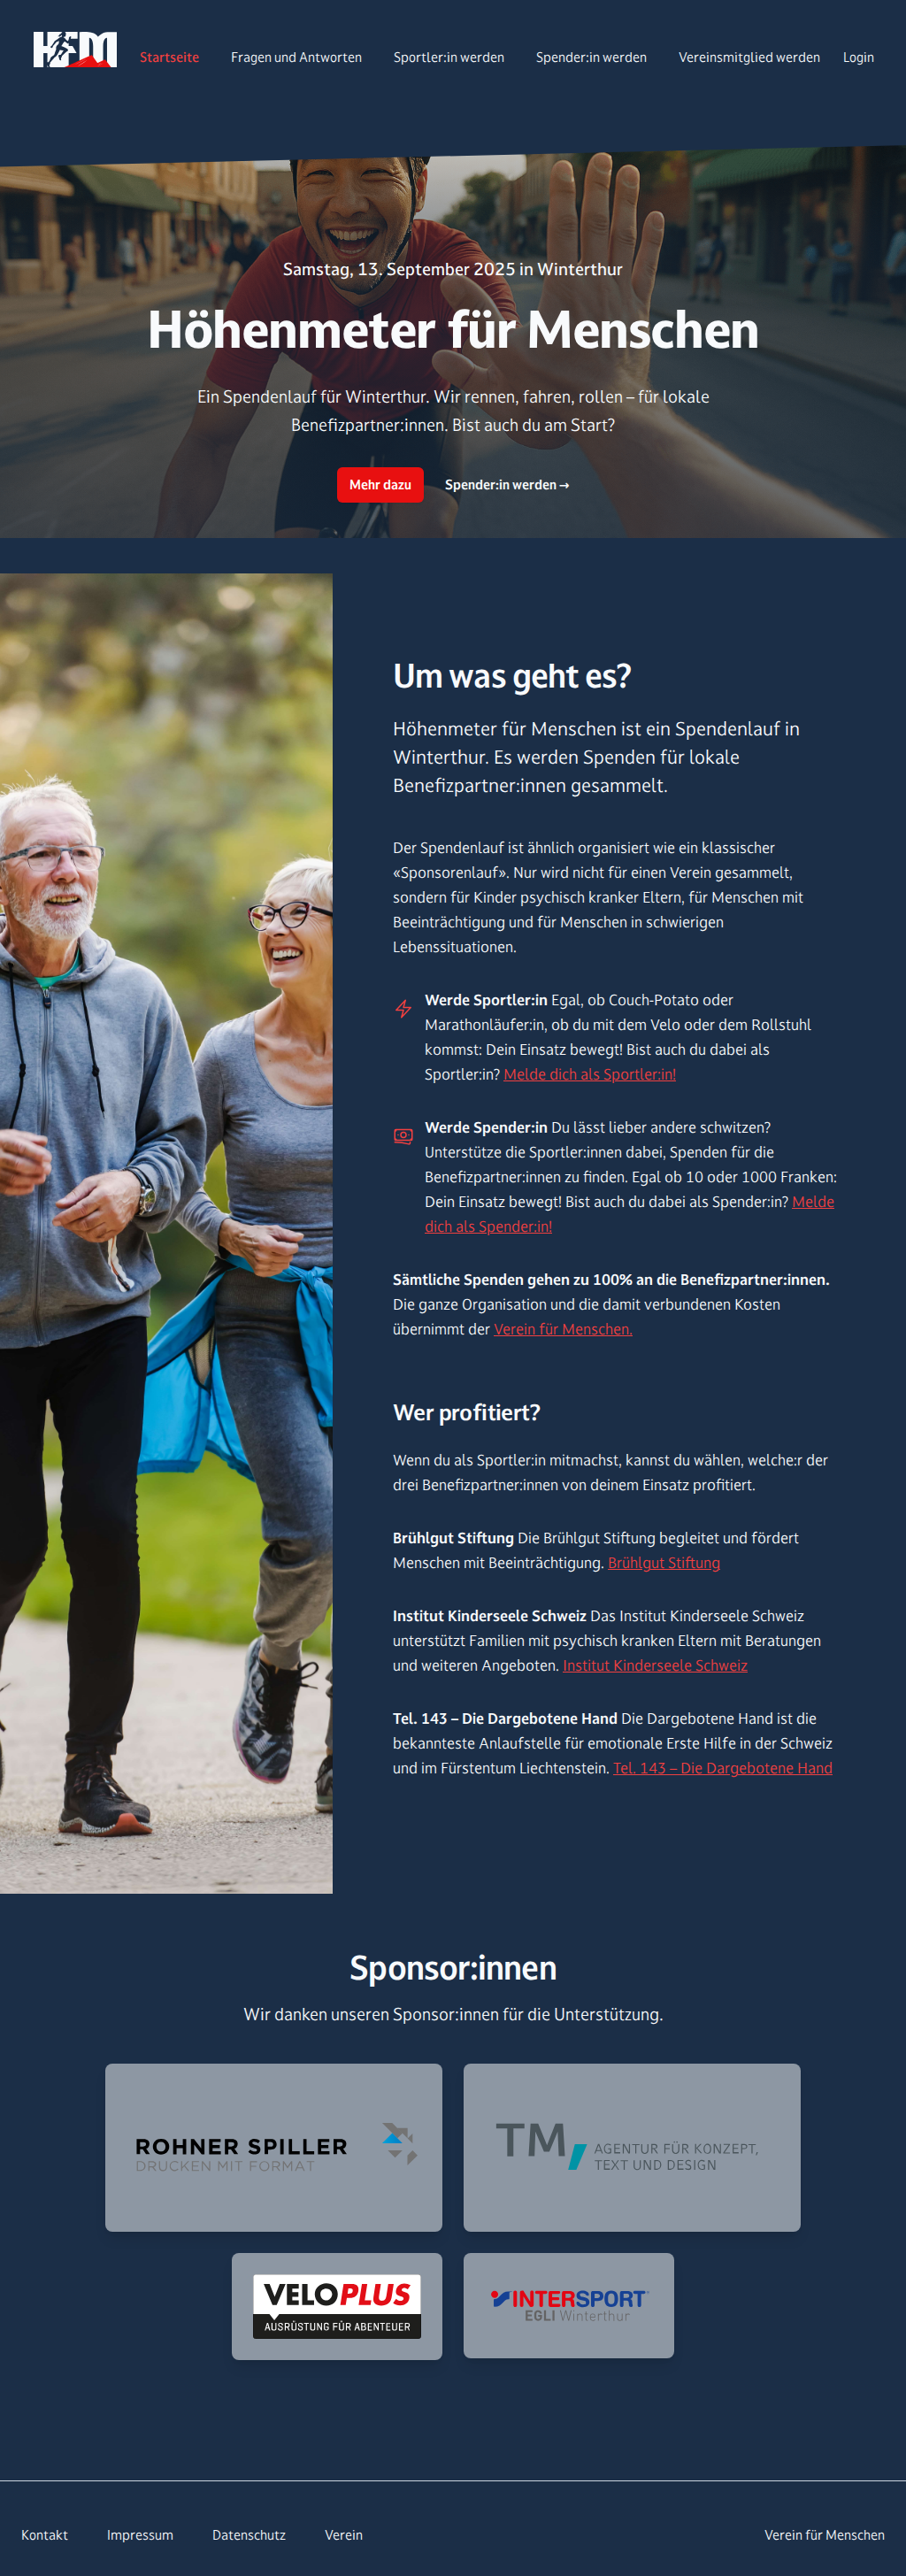 HFM
Startseite
Fragen und Antworten
Sportler:in werden
Spender:in werden
Vereinsmitglied werden
Login
Samstag, 13. September 2025 in Winterthur
Höhenmeter für Menschen
Ein Spendenlauf für Winterthur. Wir rennen, fahren, rollen – für lokale
Benefizpartner:innen. Bist auch du am Start?
Mehr dazu
Spender:in werden →
Um was geht es?
Höhenmeter für Menschen ist ein Spendenlauf in
Winterthur. Es werden Spenden für lokale
Benefizpartner:innen gesammelt.
Der Spendenlauf ist ähnlich organisiert wie ein klassischer
«Sponsorenlauf». Nur wird nicht für einen Verein gesammelt,
sondern für Kinder psychisch kranker Eltern, für Menschen mit
Beeinträchtigung und für Menschen in schwierigen
Lebenssituationen.
Werde Sportler:in Egal, ob Couch-Potato oder
Marathonläufer:in, ob du mit dem Velo oder dem Rollstuhl
kommst: Dein Einsatz bewegt! Bist auch du dabei als
Sportler:in? Melde dich als Sportler:in!
Werde Spender:in Du lässt lieber andere schwitzen?
Unterstütze die Sportler:innen dabei, Spenden für die
Benefizpartner:innen zu finden. Egal ob 10 oder 1000 Franken:
Dein Einsatz bewegt! Bist auch du dabei als Spender:in? Melde
dich als Spender:in!
Sämtliche Spenden gehen zu 100% an die Benefizpartner:innen.
Die ganze Organisation und die damit verbundenen Kosten
übernimmt der Verein für Menschen.
Wer profitiert?
Wenn du als Sportler:in mitmachst, kannst du wählen, welche:r der
drei Benefizpartner:innen von deinem Einsatz profitiert.
Brühlgut Stiftung Die Brühlgut Stiftung begleitet und fördert
Menschen mit Beeinträchtigung. Brühlgut Stiftung
Institut Kinderseele Schweiz Das Institut Kinderseele Schweiz
unterstützt Familien mit psychisch kranken Eltern mit Beratungen
und weiteren Angeboten. Institut Kinderseele Schweiz
Tel. 143 – Die Dargebotene Hand Die Dargebotene Hand ist die
bekannteste Anlaufstelle für emotionale Erste Hilfe in der Schweiz
und im Fürstentum Liechtenstein. Tel. 143 – Die Dargebotene Hand
Sponsor:innen
Wir danken unseren Sponsor:innen für die Unterstützung.
ROHNER SPILLER
DRUCKEN MIT FORMAT
TM
AGENTUR FÜR KONZEPT,
TEXT UND DESIGN
VELOPLUS
AUSRÜSTUNG FÜR ABENTEUER
INTERSPORT
EGLI Winterthur
Kontakt
Impressum
Datenschutz
Verein
Verein für Menschen